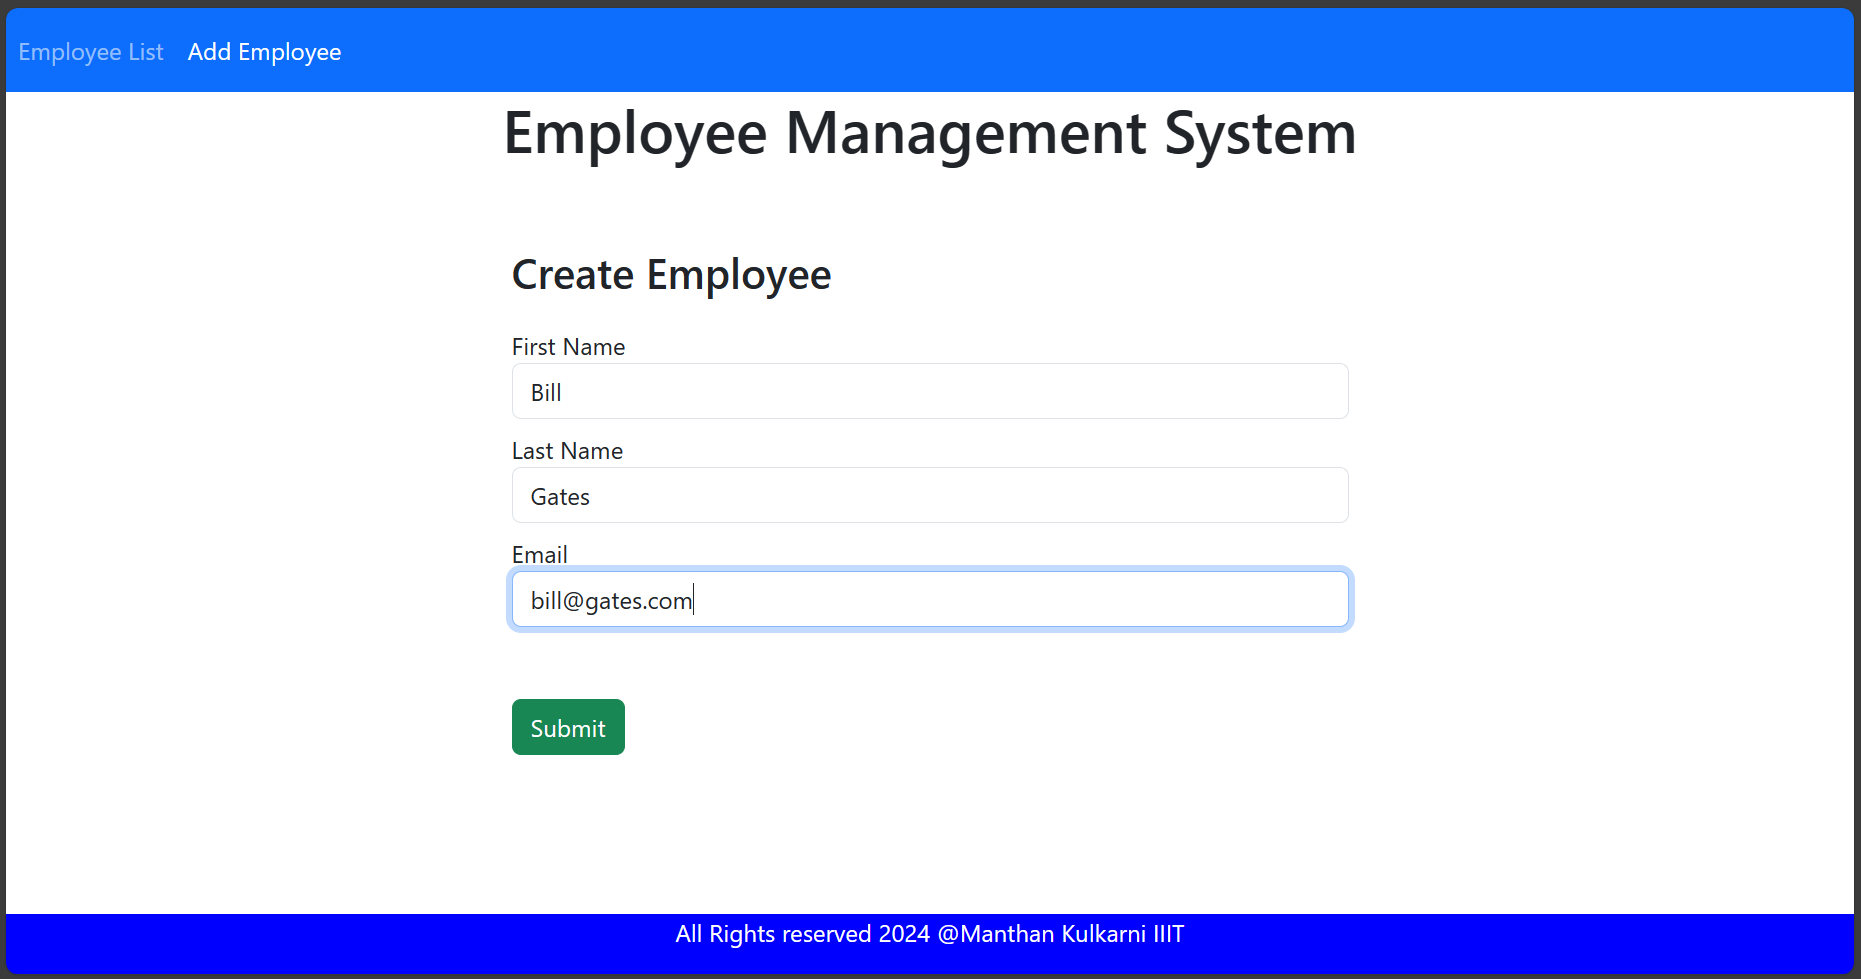 Employee List Add Employee
Employee Management System
Create Employee
First Name
Bill
Last Name
Gates
Email
bill@gates.com
Submit
All Rights reserved 2024 @Manthan Kulkarni IIIT